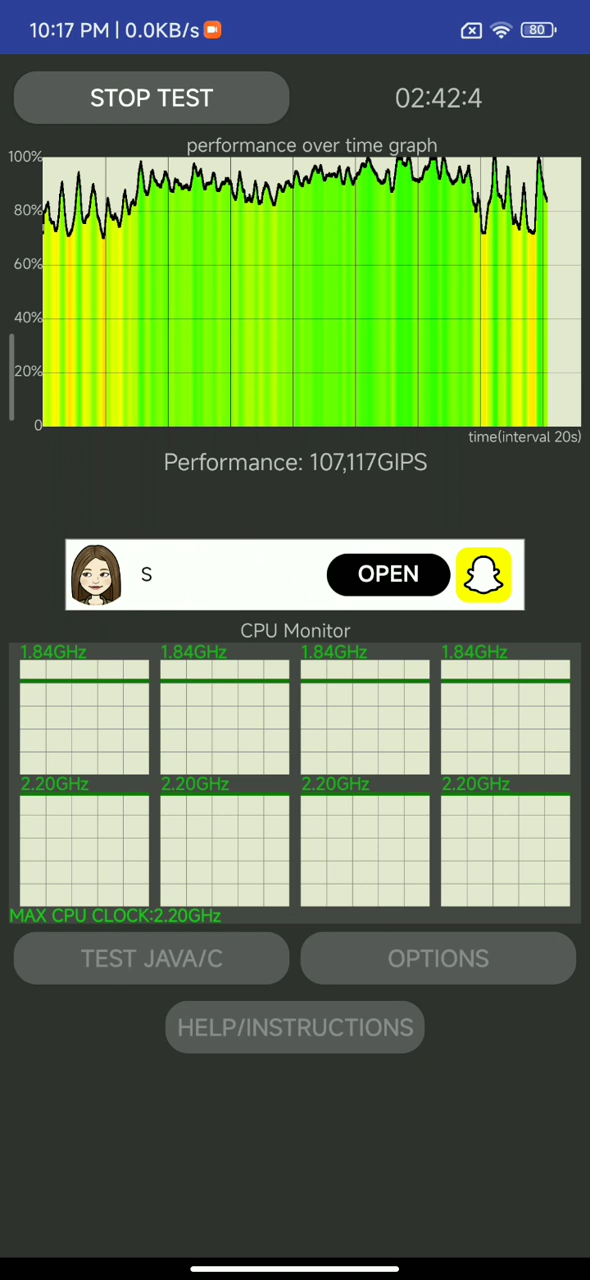 10:17 PM | 0.0KB/s 80
STOP TEST 02:42:4
performance over time graph
100%
80%
60%
40%
20%
0
time(interval 20s)
Performance: 107,117GIPS
S OPEN
CPU Monitor
1.84GHz 1.84GHz 1.84GHz 1.84GHz
2.20GHz 2.20GHz 2.20GHz 2.20GHz
MAX CPU CLOCK:2.20GHz
TEST JAVA/C OPTIONS
HELP/INSTRUCTIONS